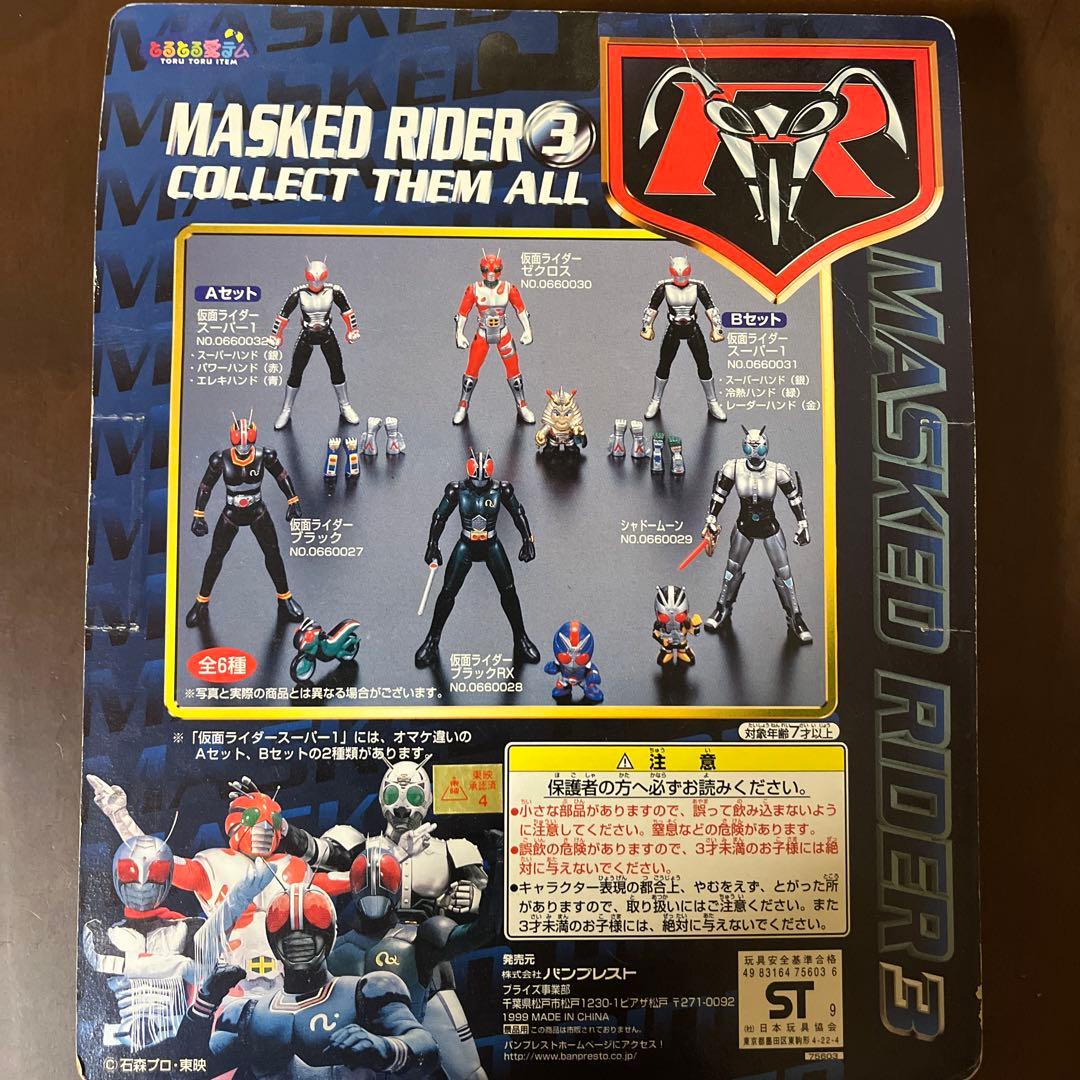 とるとる愛テム
TORU TORU ITEM
MASKED RIDER 3
COLLECT THEM ALL
R
Aセット
仮面ライダー
スーパー1
NO.0660032
・スーパーハンド(銀)
・パワーハンド(赤)
・エレキハンド(青)
仮面ライダー
ゼクロス
NO.0660030
Bセット
仮面ライダー
スーパー1
NO.0660031
・スーパーハンド(銀)
・冷熱ハンド(緑)
・レーダーハンド(金)
仮面ライダー
ブラック
NO.0660027
シャドームーン
NO.0660029
仮面ライダー
ブラックRX
NO.0660028
全6種
※写真と実際の商品とは異なる場合がございます。
MASKED RIDER 3
※「仮面ライダースーパー1」には、オマケ違いの
Aセット、Bセットの2種類があります。
対象年齢7才以上
東映
承認済
4
⚠注意
保護者の方へ必ずお読みください。
●小さな部品がありますので、誤って飲み込まないよう
に注意してください。窒息などの危険があります。
●誤飲の危険がありますので、3才未満のお子様には絶
対に与えないでください。
●キャラクター表現の都合上、やむをえず、とがった所
がありますので、取り扱いにはご注意ください。また
3才未満のお子様には、絶対に与えないでください。
発売元
株式会社バンプレスト
プライズ事業部
千葉県松戸市松戸1230-1ピアザ松戸 〒271-0092
1999 MADE IN CHINA
景品用 この商品は市販されておりません。
バンプレストホームページにアクセス!
http://www.banpresto.co.jp/
玩具安全基準合格
49 83164 75603 6
ST 9
(社)日本玩具協会
東京都墨田区東駒形4-22-4
75603
©石森プロ・東映